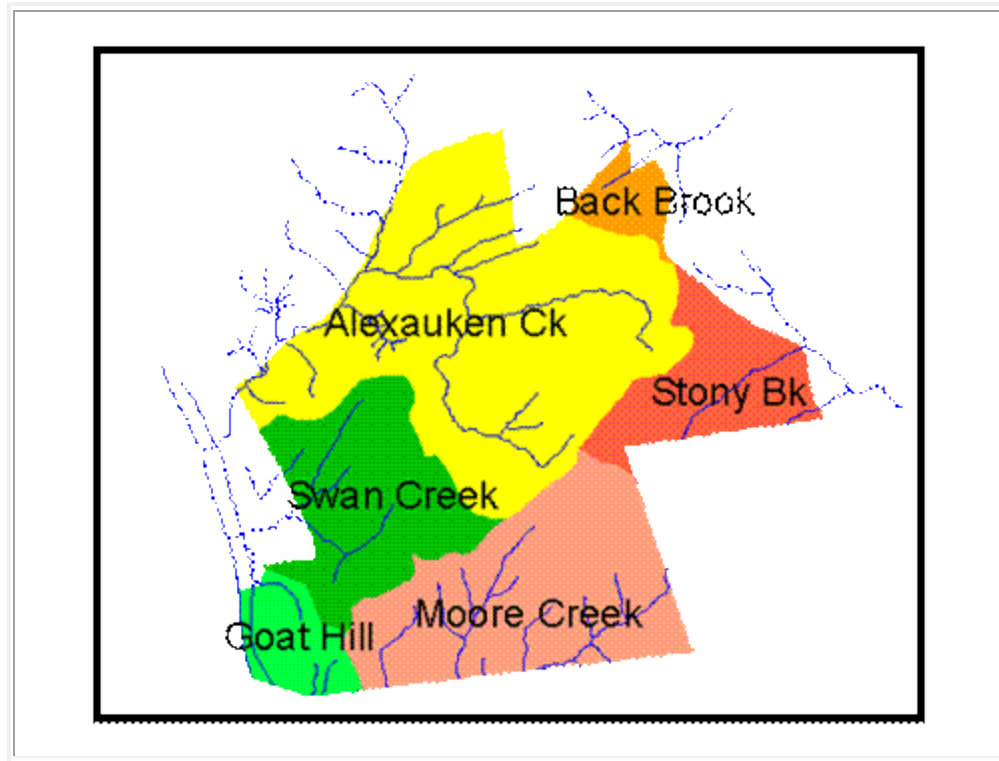 Back Brook
Alexauken Ck
Stony Bk
Swan Creek
Moore Creek
Goat Hill